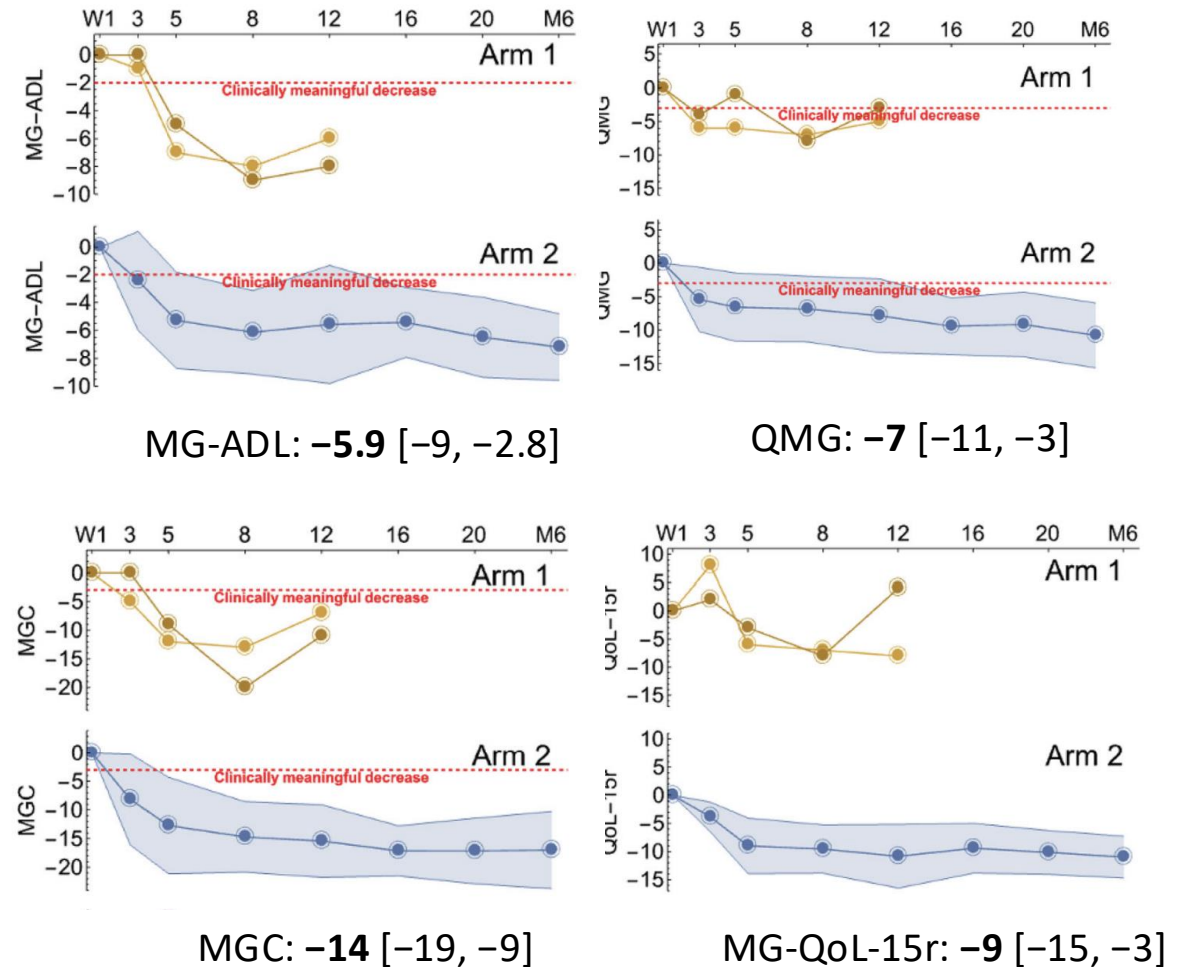 W1 3 5 8 12 16 20 M6
0
−2
−4
−6
−8
−10
MG−ADL
Arm 1
Clinically meaningful decrease
0
−2
−4
−6
−8
−10
MG−ADL
Arm 2
Clinically meaningful decrease
MG-ADL: −5.9 [−9, −2.8]
W1 3 5 8 12 16 20 M6
5
0
−5
−10
−15
QMG
Arm 1
Clinically meaningful decrease
5
0
−5
−10
−15
QMG
Arm 2
Clinically meaningful decrease
QMG: −7 [−11, −3]
W1 3 5 8 12 16 20 M6
0
−5
−10
−15
−20
MGC
Arm 1
Clinically meaningful decrease
0
−5
−10
−15
−20
MGC
Arm 2
Clinically meaningful decrease
MGC: −14 [−19, −9]
W1 3 5 8 12 16 20 M6
10
5
0
−5
−10
−15
QoL−15r
Arm 1
10
5
0
−5
−10
−15
QoL−15r
Arm 2
MG-QoL-15r: −9 [−15, −3]